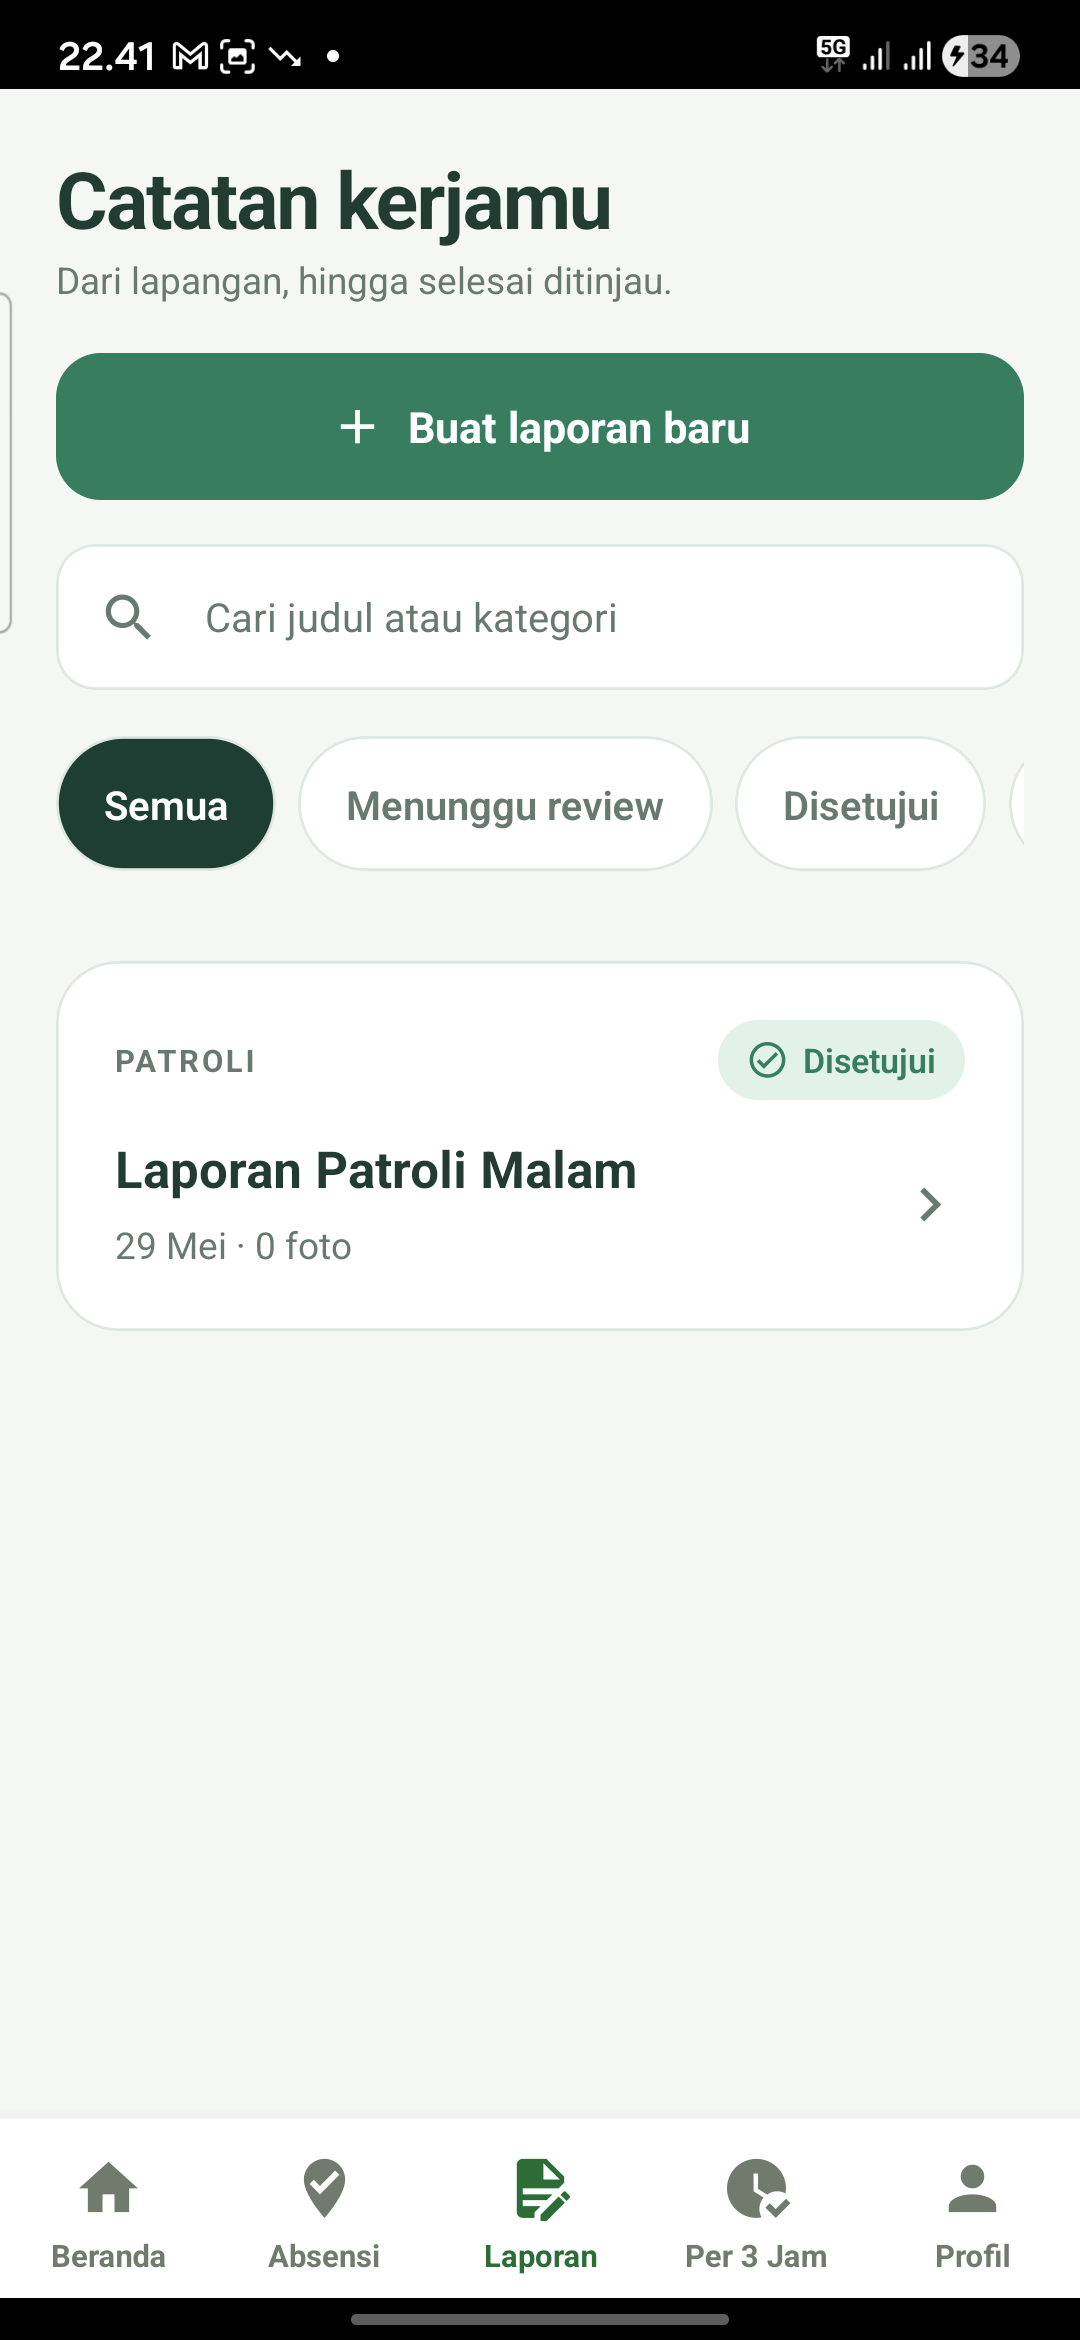 22.41
5G
34
Catatan kerjamu
Dari lapangan, hingga selesai ditinjau.
+ Buat laporan baru
Cari judul atau kategori
Semua Menunggu review Disetujui
PATROLI Disetujui
Laporan Patroli Malam
29 Mei · 0 foto
Beranda Absensi Laporan Per 3 Jam Profil